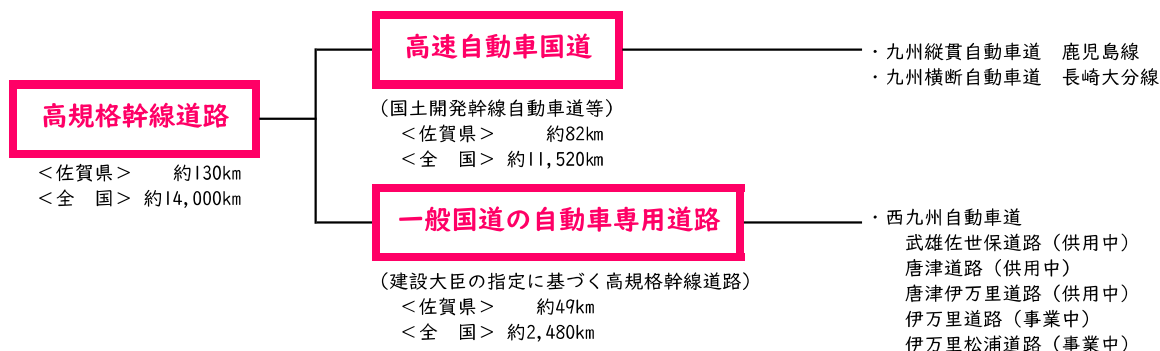 高規格幹線道路
<佐賀県> 約130km
<全 国> 約14,000km
高速自動車国道
(国土開発幹線自動車道等)
<佐賀県> 約82km
<全 国> 約11,520km
・九州縦貫自動車道 鹿児島線
・九州横断自動車道 長崎大分線
一般国道の自動車専用道路
(建設大臣の指定に基づく高規格幹線道路)
<佐賀県> 約49km
<全 国> 約2,480km
・西九州自動車道
武雄佐世保道路(供用中)
唐津道路(供用中)
唐津伊万里道路(供用中)
伊万里道路(事業中)
伊万里松浦道路(事業中)